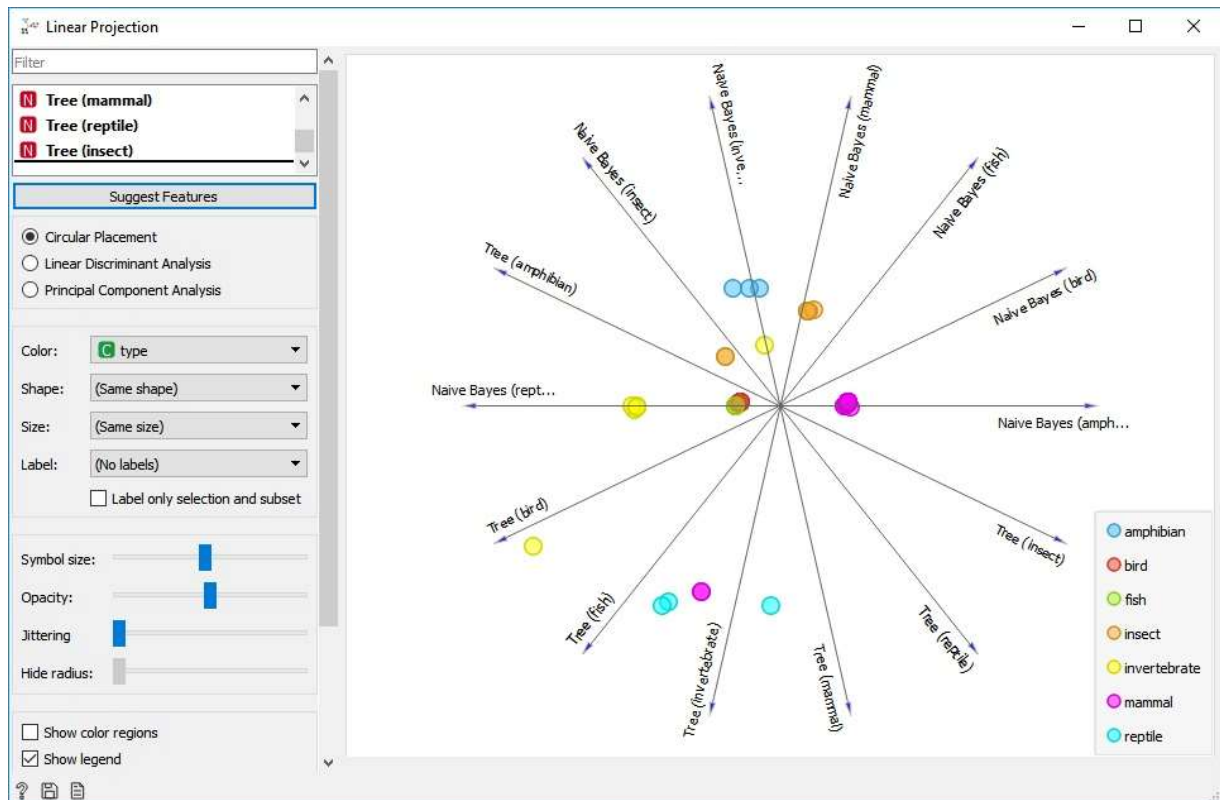 Linear Projection
Filter
N Tree (mammal)
N Tree (reptile)
N Tree (insect)
Suggest Features
Circular Placement
Linear Discriminant Analysis
Principal Component Analysis
Color: C type
Shape: (Same shape)
Size: (Same size)
Label: (No labels)
Label only selection and subset
Symbol size:
Opacity:
Jittering
Hide radius:
Show color regions
Show legend
?
Naive Bayes (inve...
Naive Bayes (mammal)
Naive Bayes (insect)
Naive Bayes (fish)
Tree (amphibian)
Naive Bayes (bird)
Naive Bayes (rept...
Naive Bayes (amph...
Tree (bird)
Tree (insect)
Tree (fish)
Tree (reptile)
Tree (invertebrate)
Tree (mammal)
amphibian
bird
fish
insect
invertebrate
mammal
reptile